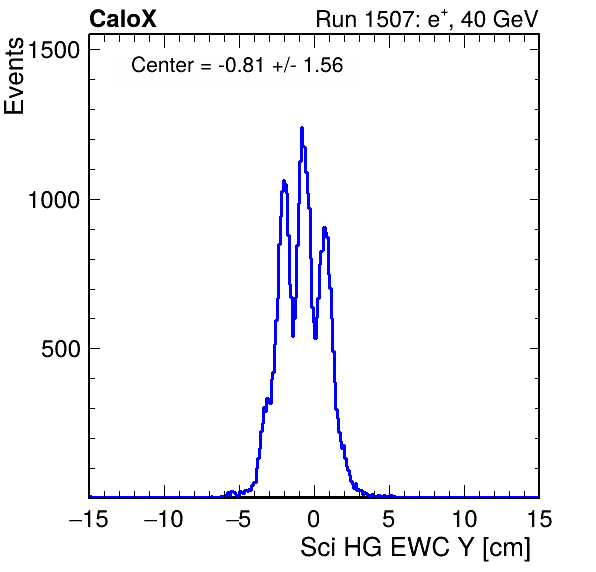 CaloX Run 1507: e⁺, 40 GeV
Center = -0.81 +/- 1.56
Events
1500
1000
500
−15 −10 −5 0 5 10 15
Sci HG EWC Y [cm]